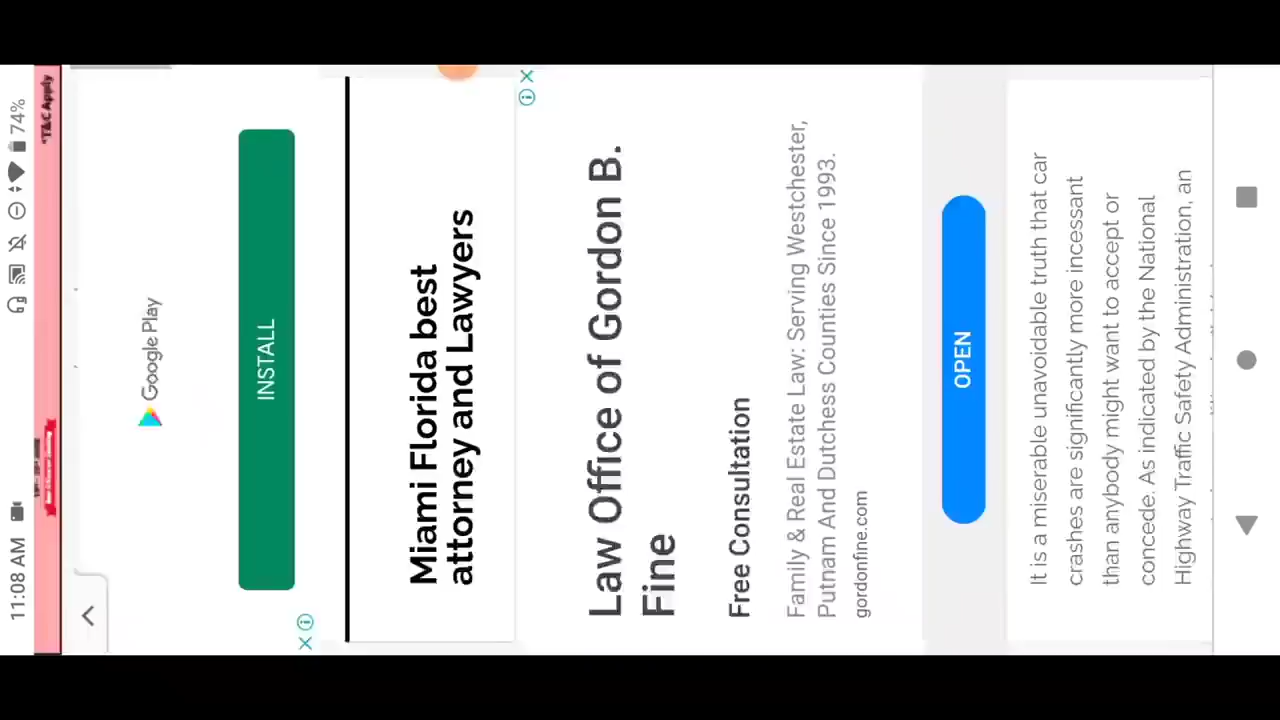 11:08 AM
74%
*T&C Apply
Google Play
INSTALL
Miami Florida best
attorney and Lawyers
Law Office of Gordon B.
Fine
Free Consultation
Family & Real Estate Law: Serving Westchester,
Putnam And Dutchess Counties Since 1993.
gordonfine.com
OPEN
It is a miserable unavoidable truth that car
crashes are significantly more incessant
than anybody might want to accept or
concede. As indicated by the National
Highway Traffic Safety Administration, an